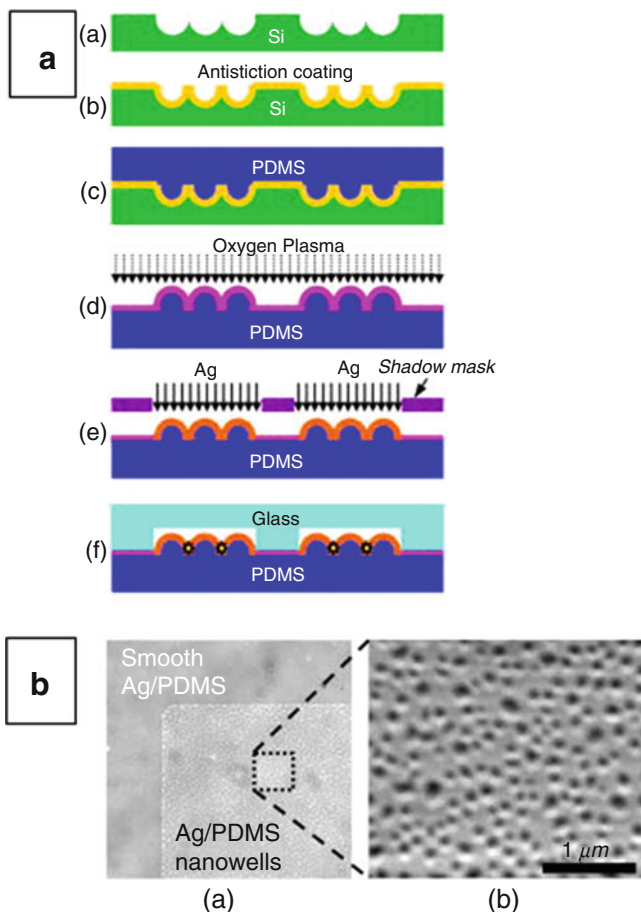 a
(a)
Si
Antistiction coating
(b)
Si
PDMS
(c)
Oxygen Plasma
(d)
PDMS
Ag
Ag
Shadow mask
(e)
PDMS
Glass
(f)
PDMS
b
Smooth
Ag/PDMS
Ag/PDMS
nanowells
1 μm
(a)
(b)